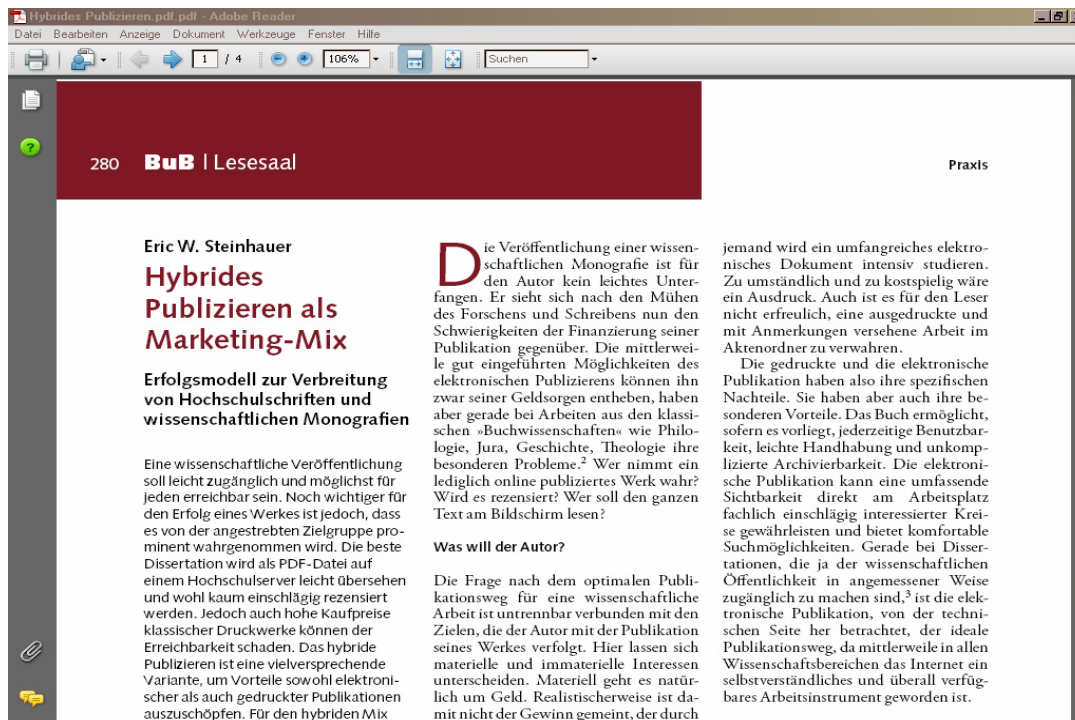 Hybrides Publizieren.pdf.pdf - Adobe Reader
Datei Bearbeiten Anzeige Dokument Werkzeuge Fenster Hilfe
1 / 4 106% Suchen
280 BuB | Lesesaal
Praxis
Eric W. Steinhauer
Hybrides
Publizieren als
Marketing-Mix
Erfolgsmodell zur Verbreitung
von Hochschulschriften und
wissenschaftlichen Monografien
Eine wissenschaftliche Veröffentlichung
soll leicht zugänglich und möglichst für
jeden erreichbar sein. Noch wichtiger für
den Erfolg eines Werkes ist jedoch, dass
es von der angestrebten Zielgruppe pro-
minent wahrgenommen wird. Die beste
Dissertation wird als PDF-Datei auf
einem Hochschulserver leicht übersehen
und wohl kaum einschlägig rezensiert
werden. Jedoch auch hohe Kaufpreise
klassischer Druckwerke können der
Erreichbarkeit schaden. Das hybride
Publizieren ist eine vielversprechende
Variante, um Vorteile sowohl elektroni-
scher als auch gedruckter Publikationen
auszuschöpfen. Für den hybriden Mix
Die Veröffentlichung einer wissen-
schaftlichen Monografie ist für
den Autor kein leichtes Unter-
fangen. Er sieht sich nach den Mühen
des Forschens und Schreibens nun den
Schwierigkeiten der Finanzierung seiner
Publikation gegenüber. Die mittlerwei-
le gut eingeführten Möglichkeiten des
elektronischen Publizierens können ihn
zwar seiner Geldsorgen entheben, haben
aber gerade bei Arbeiten aus den klassi-
schen »Buchwissenschaften« wie Philo-
logie, Jura, Geschichte, Theologie ihre
besonderen Probleme.² Wer nimmt ein
lediglich online publiziertes Werk wahr?
Wird es rezensiert? Wer soll den ganzen
Text am Bildschirm lesen?
Was will der Autor?
Die Frage nach dem optimalen Publi-
kationsweg für eine wissenschaftliche
Arbeit ist untrennbar verbunden mit den
Zielen, die der Autor mit der Publikation
seines Werkes verfolgt. Hier lassen sich
materielle und immaterielle Interessen
unterscheiden. Materiell geht es natür-
lich um Geld. Realistischerweise ist da-
mit nicht der Gewinn gemeint, der durch
jemand wird ein umfangreiches elektro-
nisches Dokument intensiv studieren.
Zu umständlich und zu kostspielig wäre
ein Ausdruck. Auch ist es für den Leser
nicht erfreulich, eine ausgedruckte und
mit Anmerkungen versehene Arbeit im
Aktenordner zu verwahren.
Die gedruckte und die elektronische
Publikation haben also ihre spezifischen
Nachteile. Sie haben aber auch ihre be-
sonderen Vorteile. Das Buch ermöglicht,
sofern es vorliegt, jederzeitige Benutzbar-
keit, leichte Handhabung und unkomp-
lizierte Archivierbarkeit. Die elektroni-
sche Publikation kann eine umfassende
Sichtbarkeit direkt am Arbeitsplatz
fachlich einschlägig interessierter Krei-
se gewährleisten und bietet komfortable
Suchmöglichkeiten. Gerade bei Disser-
tationen, die ja der wissenschaftlichen
Öffentlichkeit in angemessener Weise
zugänglich zu machen sind,³ ist die elek-
tronische Publikation, von der techni-
schen Seite her betrachtet, der ideale
Publikationsweg, da mittlerweile in allen
Wissenschaftsbereichen das Internet ein
selbstverständliches und überall verfüg-
bares Arbeitsinstrument geworden ist.